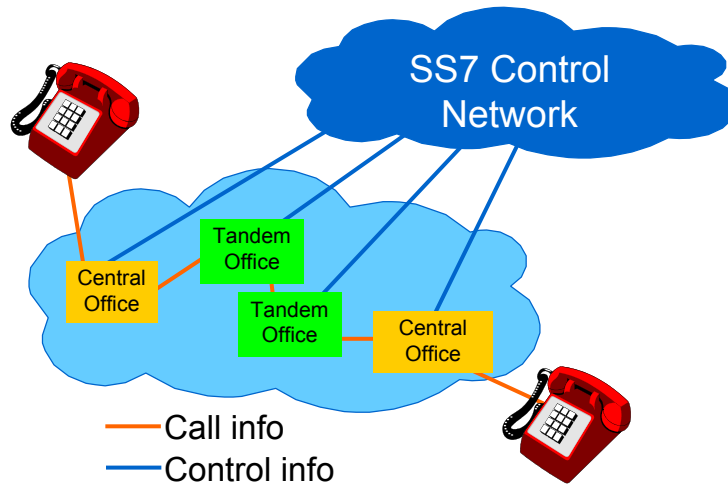 SS7 Control
Network
Tandem
Office
Central
Office
Tandem
Office
Central
Office
Call info
Control info